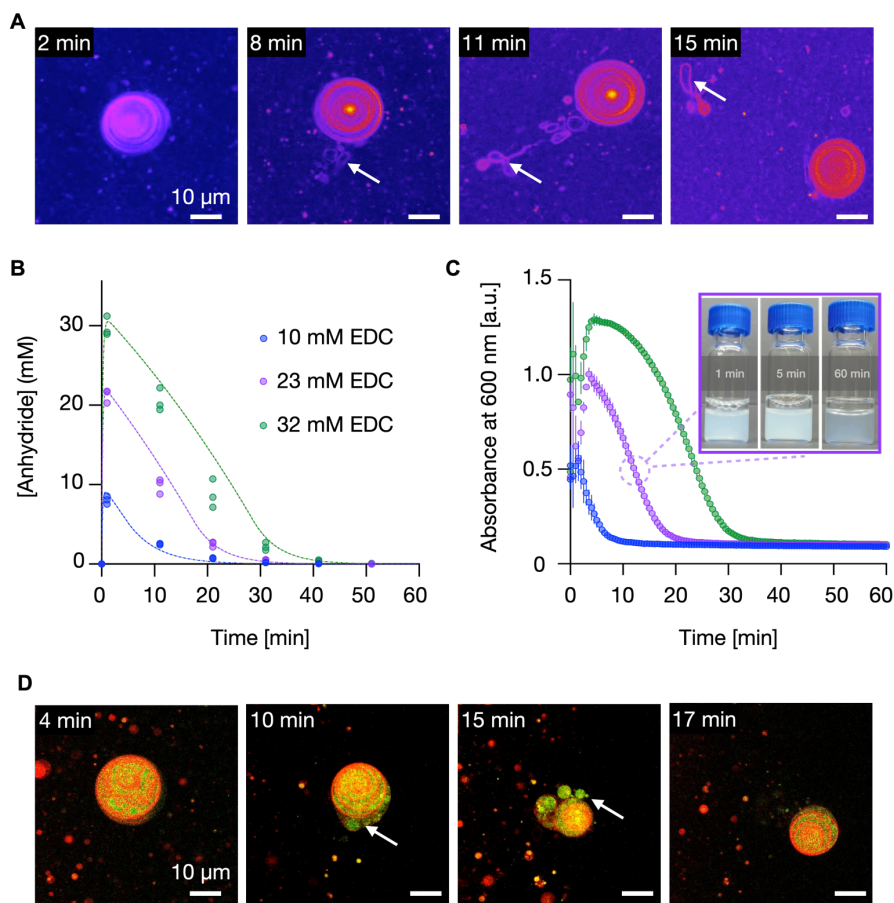 A
2 min
8 min
11 min
15 min
10 µm
B
[Anhydride] (mM)
30
20
10
0
10 mM EDC
23 mM EDC
32 mM EDC
0 10 20 30 40 50 60
Time [min]
C
Absorbance at 600 nm [a.u.]
1.5
1.0
0.5
0
1 min
5 min
60 min
0 10 20 30 40 50 60
Time [min]
D
4 min
10 min
15 min
17 min
10 µm